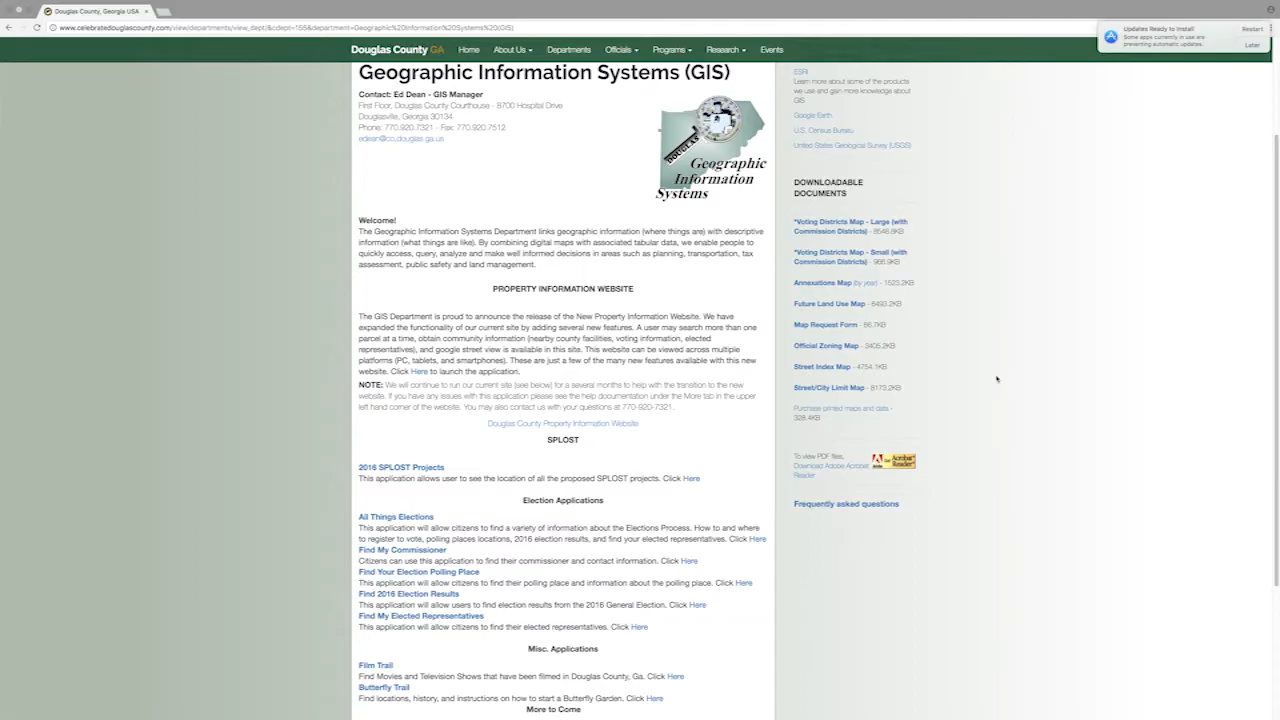 Douglas County, Georgia USA
www.celebratedouglascounty.com/view/departments/view_dept/&cdept=155&department=Geographic%20Information%20Systems%20(GIS)
Updates Ready to Install
Some apps currently in use are
preventing automatic updates.
Restart
Later
Douglas County GA
Home
About Us
Departments
Officials
Programs
Research
Events
Geographic Information Systems (GIS)
Contact: Ed Dean - GIS Manager
First Floor, Douglas County Courthouse - 8700 Hospital Drive
Douglasville, Georgia 30134
Phone: 770.920.7321 - Fax: 770.920.7512
edean@co.douglas.ga.us
DOUGLAS
Geographic
Information
Systems
Welcome!
The Geographic Information Systems Department links geographic information (where things are) with descriptive
information (what things are like). By combining digital maps with associated tabular data, we enable people to
quickly access, query, analyze and make well informed decisions in areas such as planning, transportation, tax
assessment, public safety and land management.
PROPERTY INFORMATION WEBSITE
The GIS Department is proud to announce the release of the New Property Information Website. We have
expanded the functionality of our current site by adding several new features. A user may search more than one
parcel at a time, obtain community information (nearby county facilities, voting information, elected
representatives), and google street view is available in this site. This website can be viewed across multiple
platforms (PC, tablets, and smartphones). These are just a few of the many new features available with this new
website. Click Here to launch the application.
NOTE: We will continue to run our current site (see below) for a several months to help with the transition to the new
website. If you have any issues with this application please see the help documentation under the More tab in the upper
left hand corner of the website. You may also contact us with your questions at 770-920-7321.
Douglas County Property Information Website
SPLOST
2016 SPLOST Projects
This application allows user to see the location of all the proposed SPLOST projects. Click Here
Election Applications
All Things Elections
This application will allow citizens to find a variety of information about the Elections Process. How to and where
to register to vote, polling places locations, 2016 election results, and find your elected representatives. Click Here
Find My Commissioner
Citizens can use this application to find their commissioner and contact information. Click Here
Find Your Election Polling Place
This application will allow citizens to find their polling place and information about the polling place. Click Here
Find 2016 Election Results
This application will allow users to find election results from the 2016 General Election. Click Here
Find My Elected Representatives
This application will allow citizens to find their elected representatives. Click Here
Misc. Applications
Film Trail
Find Movies and Television Shows that have been filmed in Douglas County, Ga. Click Here
Butterfly Trail
Find locations, history, and instructions on how to start a Butterfly Garden. Click Here
More to Come
ESRI
Learn more about some of the products
we use and gain more knowledge about
GIS
Google Earth
U.S. Census Bureau
United States Geological Survey (USGS)
DOWNLOADABLE
DOCUMENTS
*Voting Districts Map - Large (with
Commission Districts) - 8546.8KB
*Voting Districts Map - Small (with
Commission Districts) - 966.9KB
Annexations Map (by year) - 1523.2KB
Future Land Use Map - 6493.2KB
Map Request Form - 66.7KB
Official Zoning Map - 3405.2KB
Street Index Map - 4754.1KB
Street/City Limit Map - 8173.2KB
Purchase printed maps and data -
328.4KB
To view PDF files,
Download Adobe Acrobat
Reader
Get Acrobat Reader
Frequently asked questions